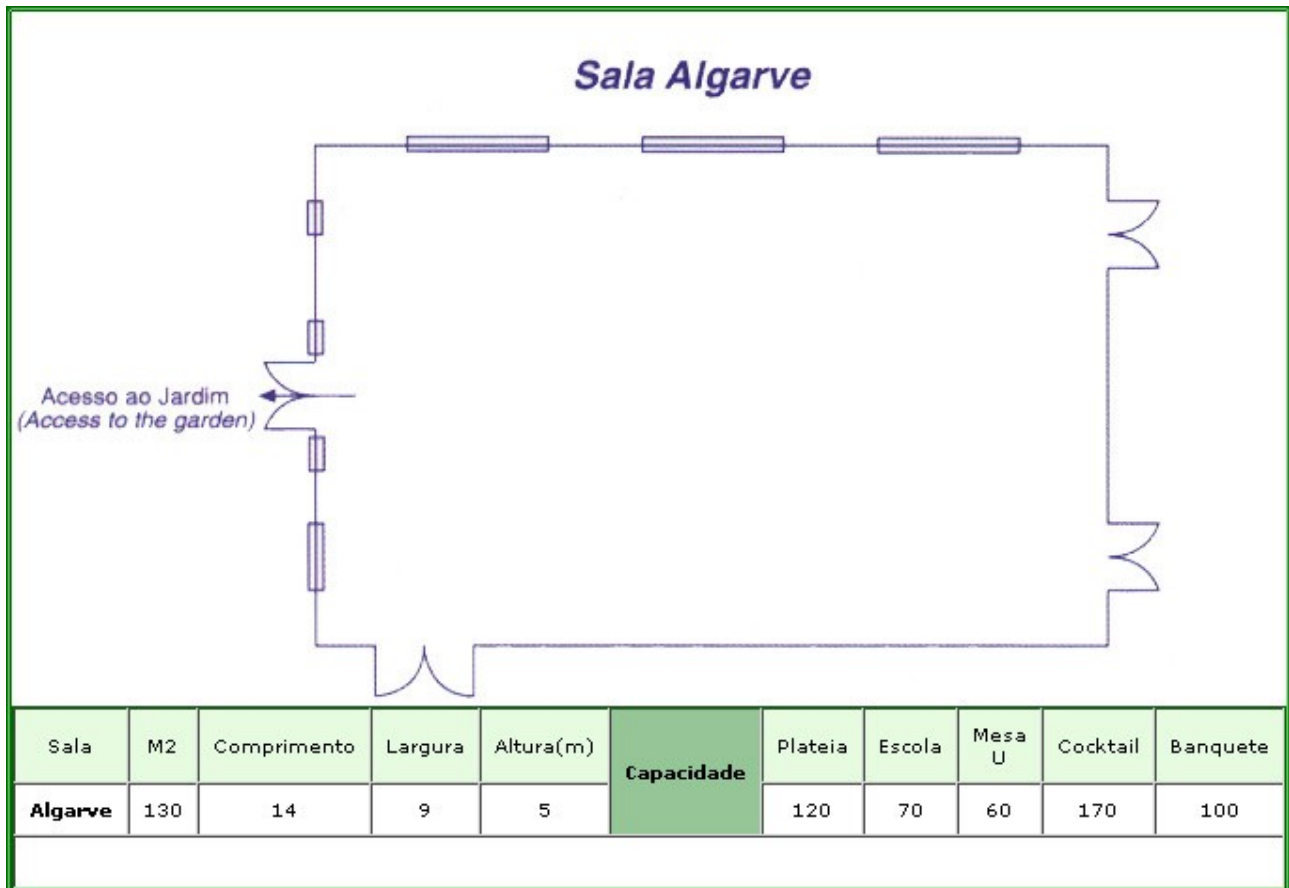 Sala Algarve
Acesso ao Jardim
(Access to the garden)
Sala M2 Comprimento Largura Altura(m) Capacidade Plateia Escola Mesa U Cocktail Banquete
Algarve 130 14 9 5 120 70 60 170 100